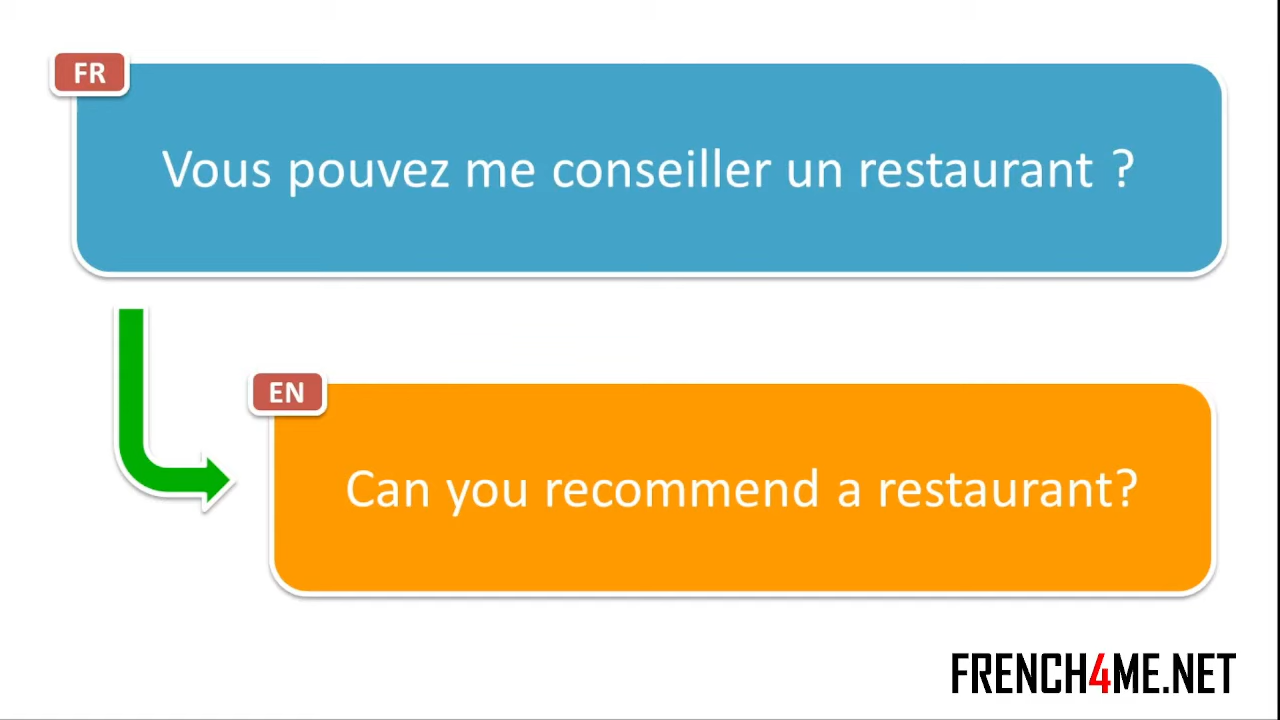 FR
Vous pouvez me conseiller un restaurant ?
EN
Can you recommend a restaurant?
FRENCH4ME.NET